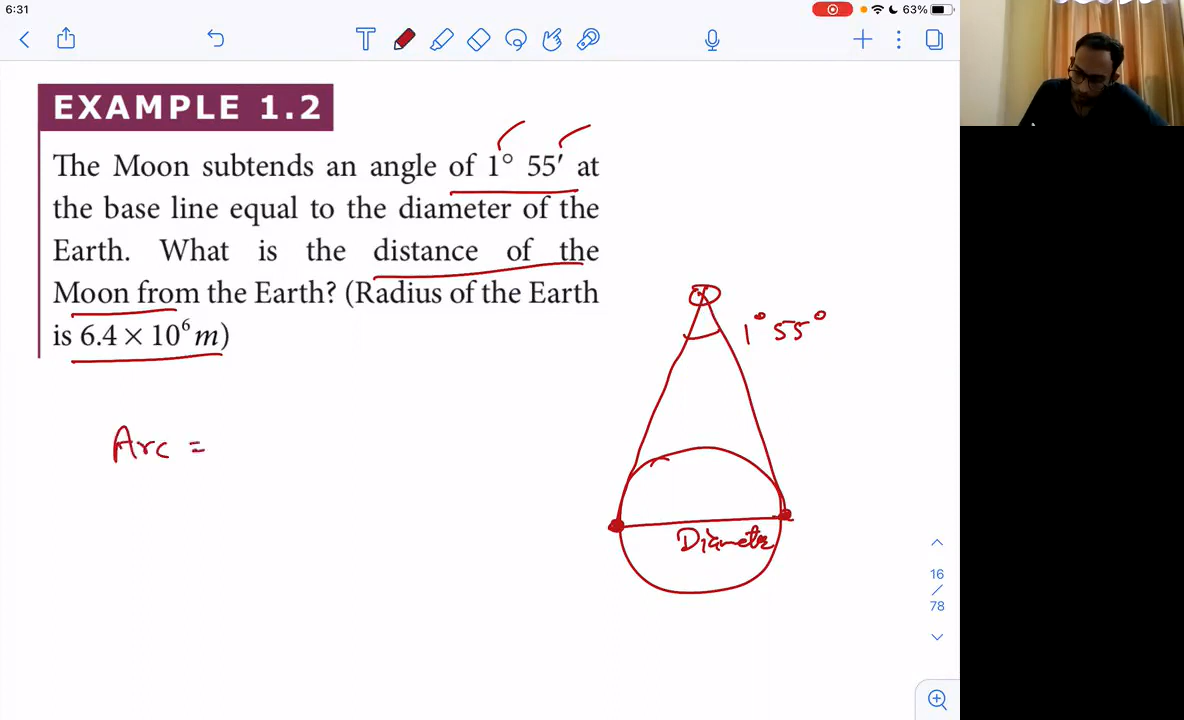 6:31
63%
EXAMPLE 1.2
The Moon subtends an angle of 1° 55′ at
the base line equal to the diameter of the
Earth. What is the distance of the
Moon from the Earth? (Radius of the Earth
is 6.4 × 10⁶ m)
1° 55°
Arc =
Diameter
16
/
78